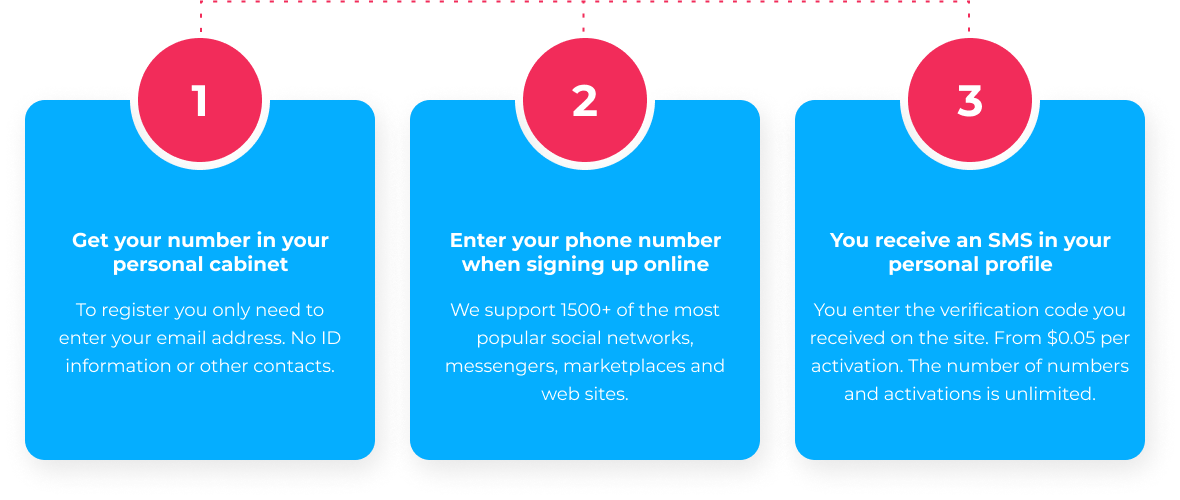 1
Get your number in your
personal cabinet
To register you only need to
enter your email address. No ID
information or other contacts.
2
Enter your phone number
when signing up online
We support 1500+ of the most
popular social networks,
messengers, marketplaces and
web sites.
3
You receive an SMS in your
personal profile
You enter the verification code you
received on the site. From $0.05 per
activation. The number of numbers
and activations is unlimited.